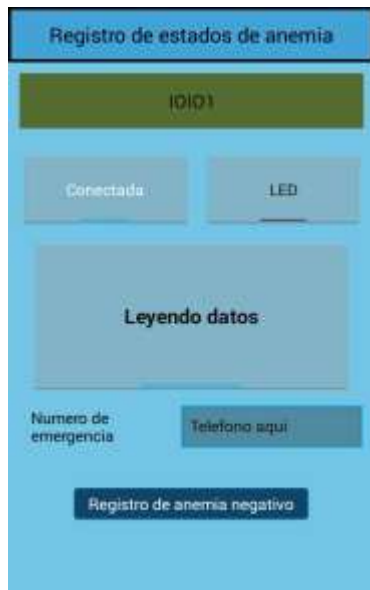 Registro de estados de anemia
IOIO1
Conectada
LED
Leyendo datos
Numero de
emergencia
Telefono aqui
Registro de anemia negativo